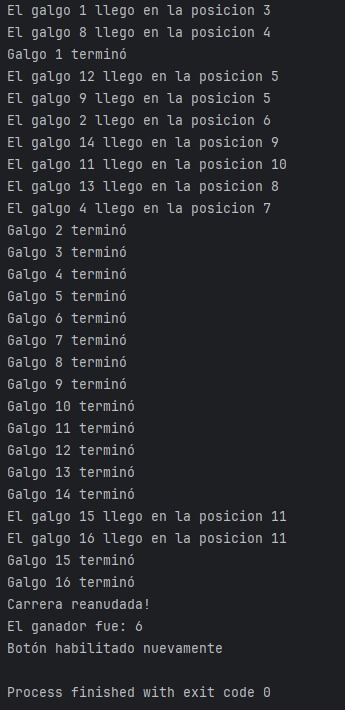 El galgo 1 llego en la posicion 3
El galgo 8 llego en la posicion 4
Galgo 1 terminó
El galgo 12 llego en la posicion 5
El galgo 9 llego en la posicion 5
El galgo 2 llego en la posicion 6
El galgo 14 llego en la posicion 9
El galgo 11 llego en la posicion 10
El galgo 13 llego en la posicion 8
El galgo 4 llego en la posicion 7
Galgo 2 terminó
Galgo 3 terminó
Galgo 4 terminó
Galgo 5 terminó
Galgo 6 terminó
Galgo 7 terminó
Galgo 8 terminó
Galgo 9 terminó
Galgo 10 terminó
Galgo 11 terminó
Galgo 12 terminó
Galgo 13 terminó
Galgo 14 terminó
El galgo 15 llego en la posicion 11
El galgo 16 llego en la posicion 11
Galgo 15 terminó
Galgo 16 terminó
Carrera reanudada!
El ganador fue: 6
Botón habilitado nuevamente
Process finished with exit code 0